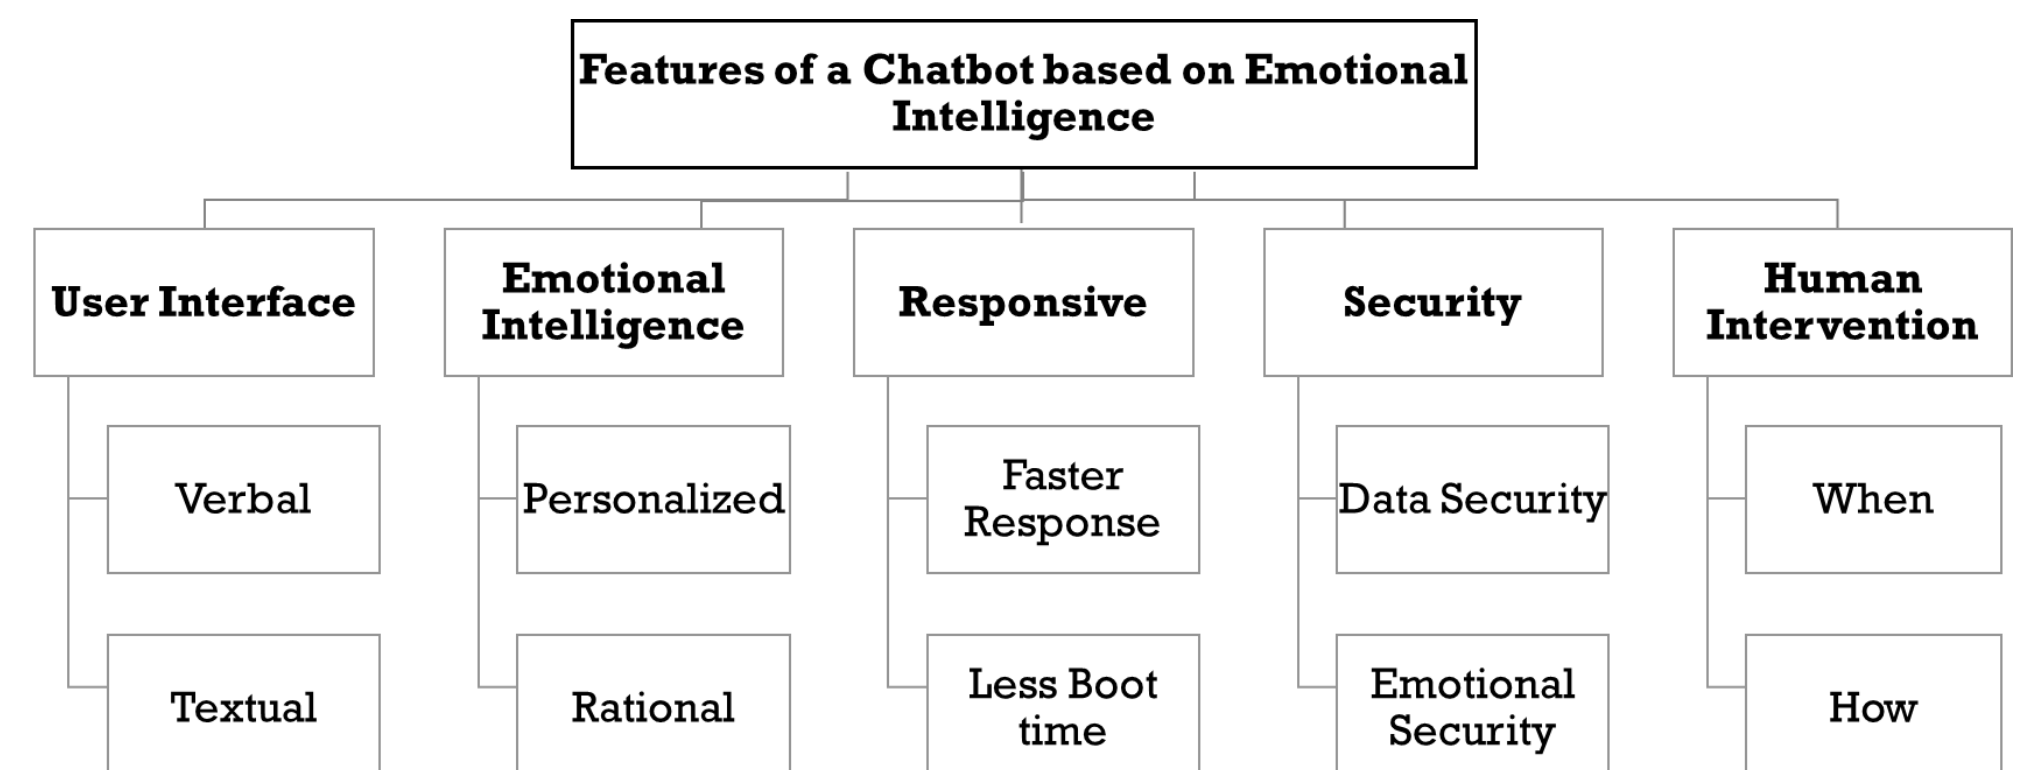 Features of a Chatbot based on Emotional
Intelligence
User Interface
Emotional
Intelligence
Responsive
Security
Human
Intervention
Verbal
Personalized
Faster
Response
Data Security
When
Textual
Rational
Less Boot
time
Emotional
Security
How